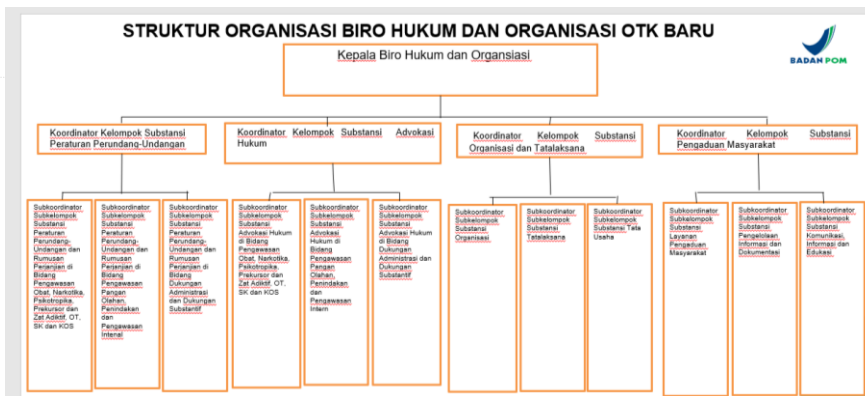 STRUKTUR ORGANISASI BIRO HUKUM DAN ORGANISASI OTK BARU
BADAN POM
Kepala Biro Hukum dan Organsiasi
Koordinator Kelompok Substansi
Peraturan Perundang-Undangan
Koordinator Kelompok Substansi Advokasi
Hukum
Koordinator Kelompok Substansi
Organisasi dan Tatalaksana
Koordinator Kelompok Substansi
Pengaduan Masyarakat
Subkoordinator
Subkelompok
Substansi
Peraturan
Perundang-
Undangan dan
Rumusan
Perjanjian di
Bidang
Pengawasan
Obat, Narkotika,
Psikotropika,
Prekursor dan
Zat Adiktif, OT,
SK dan KOS
Subkoordinator
Subkelompok
Substansi
Peraturan
Perundang-
Undangan dan
Rumusan
Perjanjian di
Bidang
Pengawasan
Pangan
Olahan,
Penindakan
dan
Pengawasan
Internal
Subkoordinator
Subkelompok
Substansi
Peraturan
Perundang-
Undangan dan
Rumusan
Perjanjian di
Bidang
Dukungan
Administrasi
dan Dukungan
Substantif
Subkoordinator
Subkelompok
Substansi
Advokasi Hukum
di Bidang
Pengawasan
Obat, Narkotika,
Psikotropika,
Prekursor dan
Zat Adiktif, OT,
SK dan KOS
Subkoordinator
Subkelompok
Substansi
Advokasi
Hukum di
Bidang
Pengawasan
Pangan
Olahan,
Penindakan
dan
Pengawasan
Intern
Subkoordinator
Subkelompok
Substansi
Advokasi Hukum
di Bidang
Dukungan
Administrasi dan
Dukungan
Substantif
Subkoordinator
Subkelompok
Substansi
Organisasi
Subkoordinator
Subkelompok
Substansi
Tatalaksana
Subkoordinator
Subkelompok
Substansi Tata
Usaha
Subkoordinator
Subkelompok
Substansi
Layanan
Pengaduan
Masyarakat
Subkoordinator
Subkelompok
Substansi
Pengelolaan
Informasi dan
Dokumentasi
Subkoordinator
Subkelompok
Substansi
Komunikasi,
Informasi dan
Edukasi